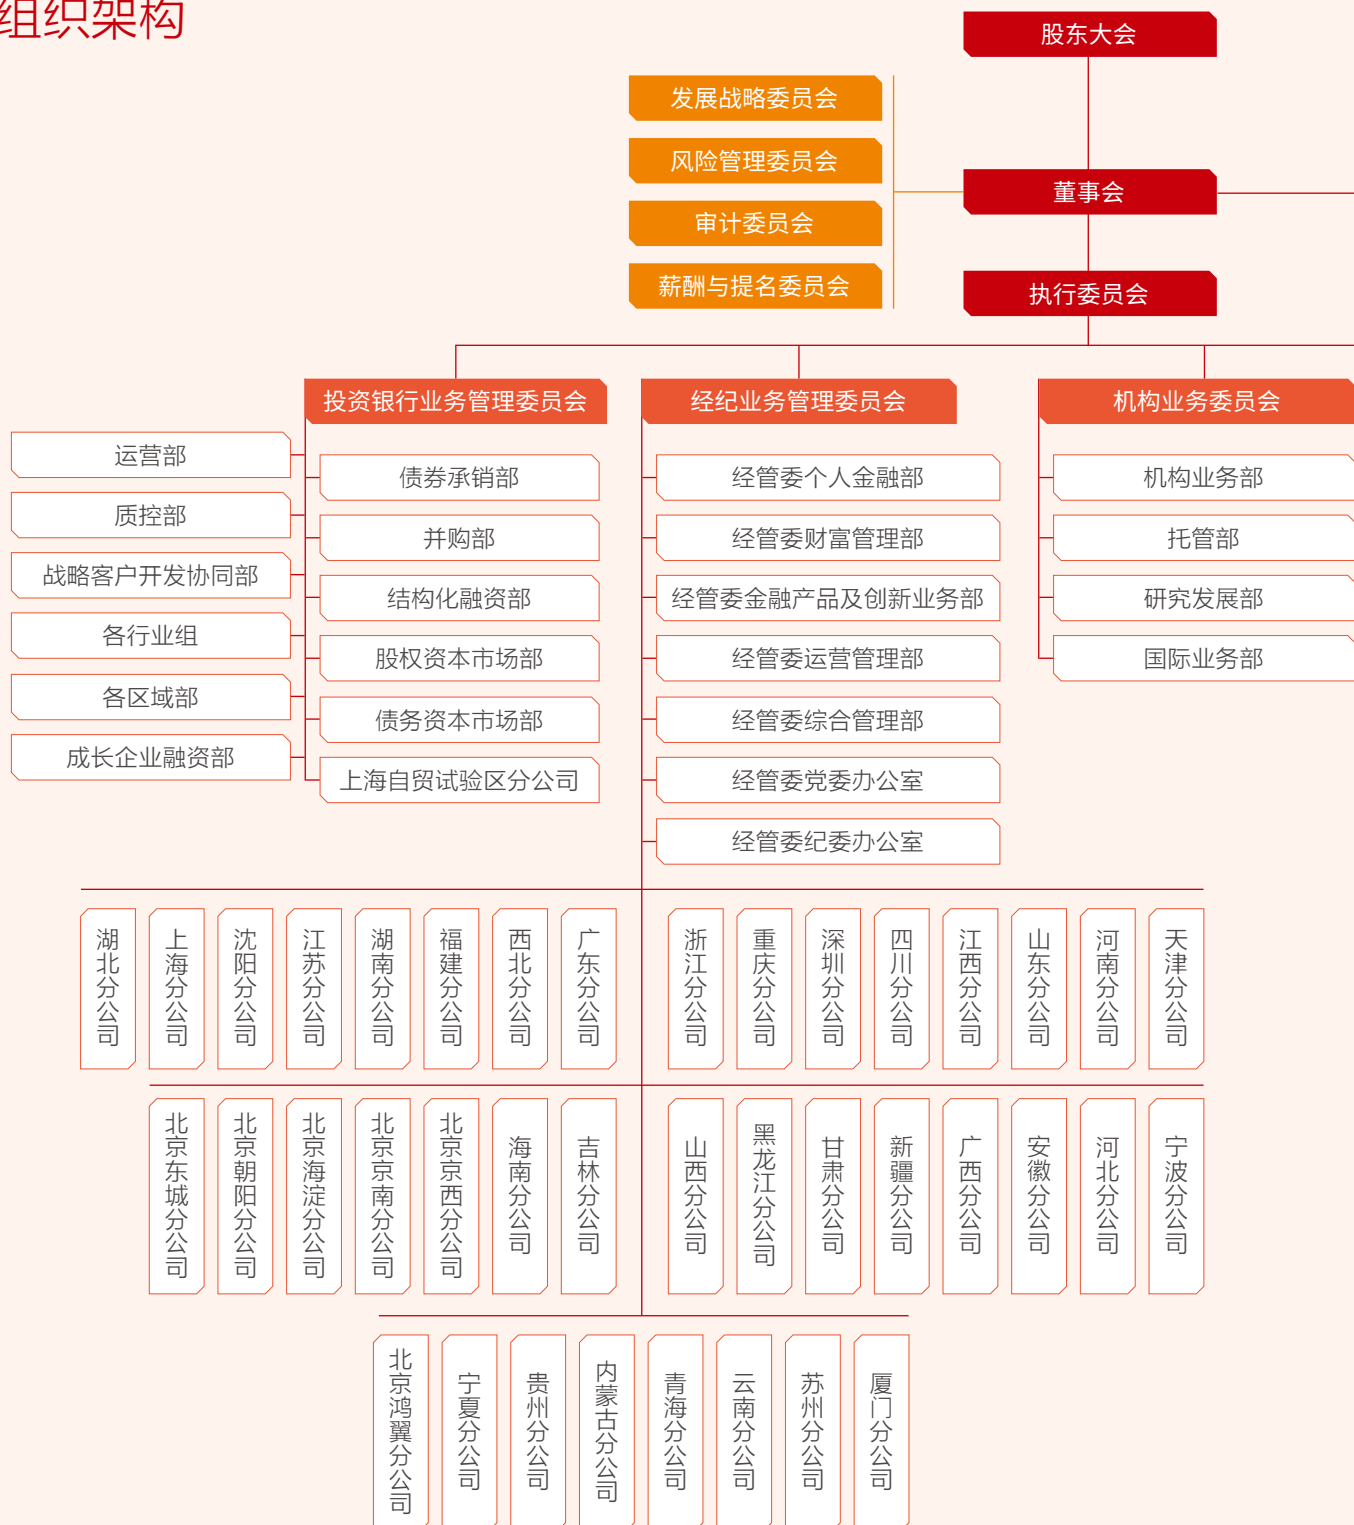 组织架构
股东大会
发展战略委员会
风险管理委员会
董事会
审计委员会
薪酬与提名委员会
执行委员会
投资银行业务管理委员会
经纪业务管理委员会
机构业务委员会
运营部
质控部
战略客户开发协同部
各行业组
各区域部
成长企业融资部
债券承销部
并购部
结构化融资部
股权资本市场部
债务资本市场部
上海自贸试验区分公司
经管委个人金融部
经管委财富管理部
经管委金融产品及创新业务部
经管委运营管理部
经管委综合管理部
经管委党委办公室
经管委纪委办公室
机构业务部
托管部
研究发展部
国际业务部
湖北分公司
上海分公司
沈阳分公司
江苏分公司
湖南分公司
福建分公司
西北分公司
广东分公司
浙江分公司
重庆分公司
深圳分公司
四川分公司
江西分公司
山东分公司
河南分公司
天津分公司
北京东城分公司
北京朝阳分公司
北京海淀分公司
北京京南分公司
北京京西分公司
海南分公司
吉林分公司
山西分公司
黑龙江分公司
甘肃分公司
新疆分公司
广西分公司
安徽分公司
河北分公司
宁波分公司
北京鸿翼分公司
宁夏分公司
贵州分公司
内蒙古分公司
青海分公司
云南分公司
苏州分公司
厦门分公司